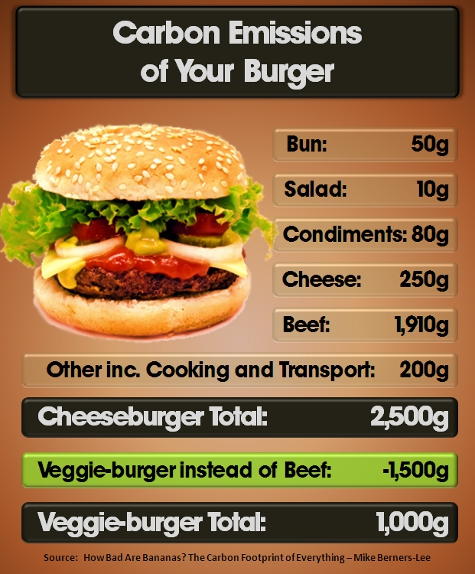 Carbon Emissions
of Your Burger
Bun: 50g
Salad: 10g
Condiments: 80g
Cheese: 250g
Beef: 1,910g
Other inc. Cooking and Transport: 200g
Cheeseburger Total: 2,500g
Veggie-burger instead of Beef: -1,500g
Veggie-burger Total: 1,000g
Source: How Bad Are Bananas? The Carbon Footprint of Everything – Mike Berners-Lee